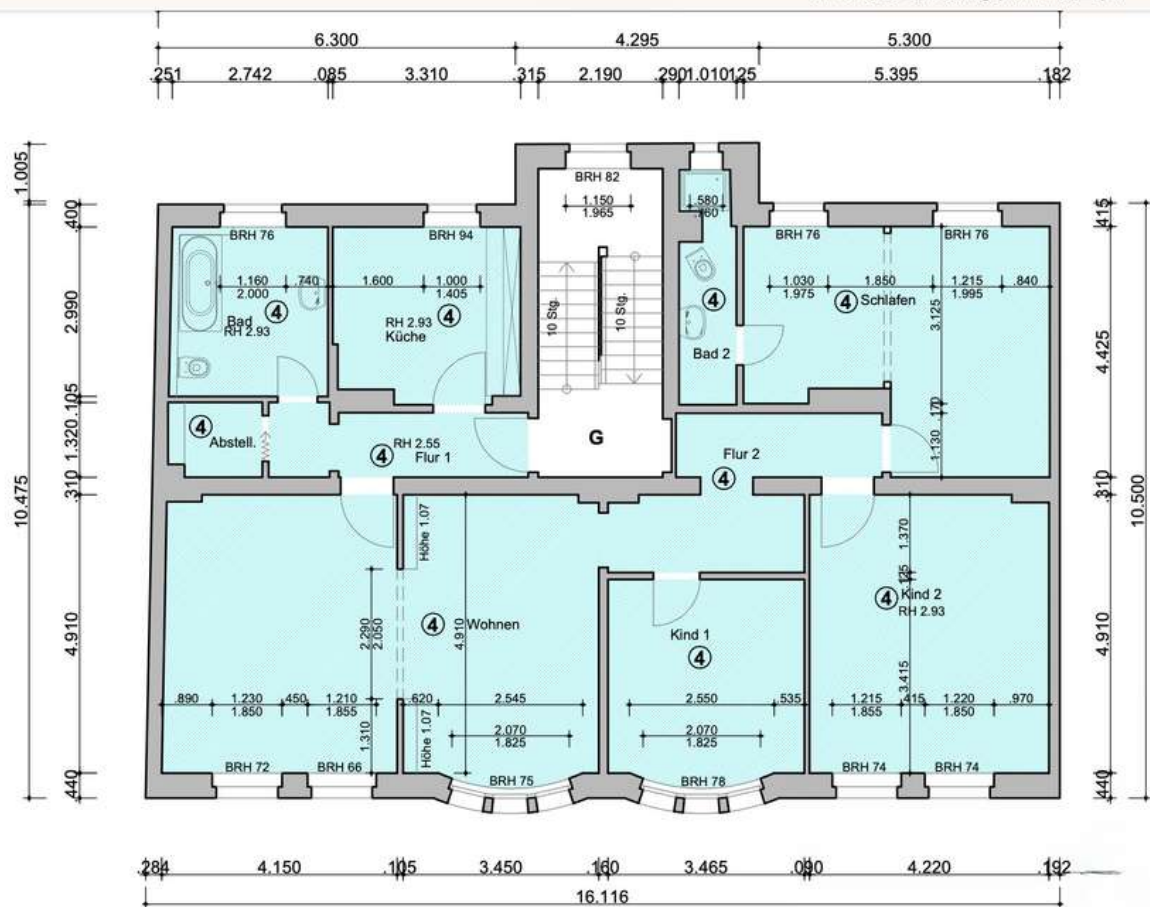 6.300 4.295 5.300
.251 2.742 .085 3.310 .315 2.190 .290 1.010 .125 5.395 .182
1.005
.400
2.990
.105
1.320
.310
4.910
.440
10.475
.415
4.425
.310
4.910
.440
10.500
BRH 82
1.150
1.965
.580
.760
BRH 76
1.160 .740
2.000
4
Bad
RH 2.93
BRH 94
1.600 1.000
1.405
RH 2.93
Küche
4
10 Stg.
10 Stg.
4
Bad 2
BRH 76
BRH 76
1.030 1.850 1.215 .840
1.975 1.995
4 Schlafen
3.125
.170
1.130
4
Abstell.
RH 2.55
4 Flur 1
G
Flur 2
4
Höhe 1.07
4.910
2.290
2.050
4 Wohnen
1.370
.125
4 Kind 2
RH 2.93
3.415
Kind 1
4
.890 1.230 .450 1.210
1.850 1.855
1.310
.620 2.545
2.070
1.825
Höhe 1.07
2.550 .535
2.070
1.825
1.215 .415 1.220 .970
1.855 1.850
BRH 72 BRH 66 BRH 75 BRH 78 BRH 74 BRH 74
.284 4.150 .105 3.450 .160 3.465 .090 4.220 .192
16.116